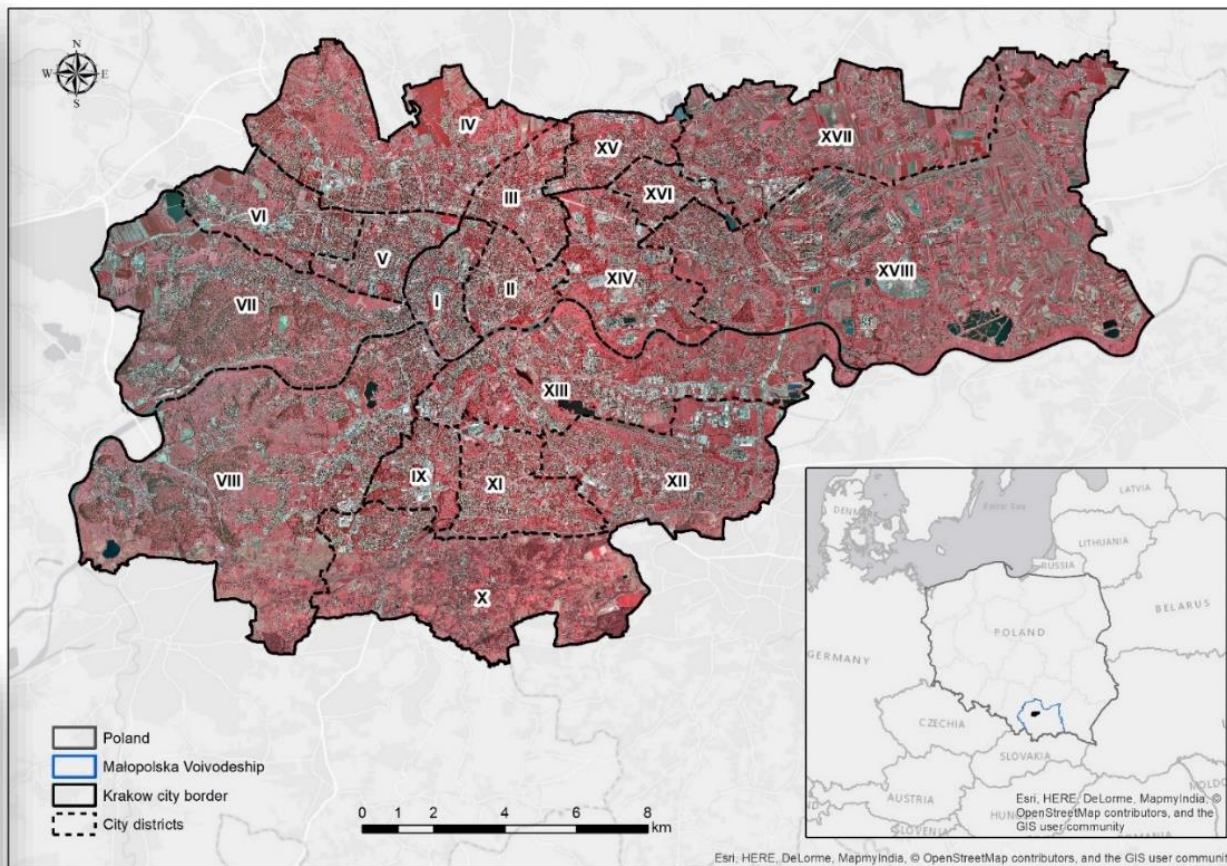 N
W E
S
IV
XV
XVII
III
XVI
VI
V
XIV
I
II
XVIII
VII
XIII
VIII
IX
XI
XII
X
Baltic Sea
LATVIA
LITHUANIA
RUSSIA
BELARUS
POLAND
GERMANY
CZECHIA
SLOVAKIA
AUSTRIA
Poland
Małopolska Voivodeship
Krakow city border
City districts
0 1 2 4 6 8
km
Esri, HERE, DeLorme, MapmyIndia, ©
OpenStreetMap contributors, and the
GIS user community
Esri, HERE, DeLorme, MapmyIndia, © OpenStreetMap contributors, and the GIS user communit